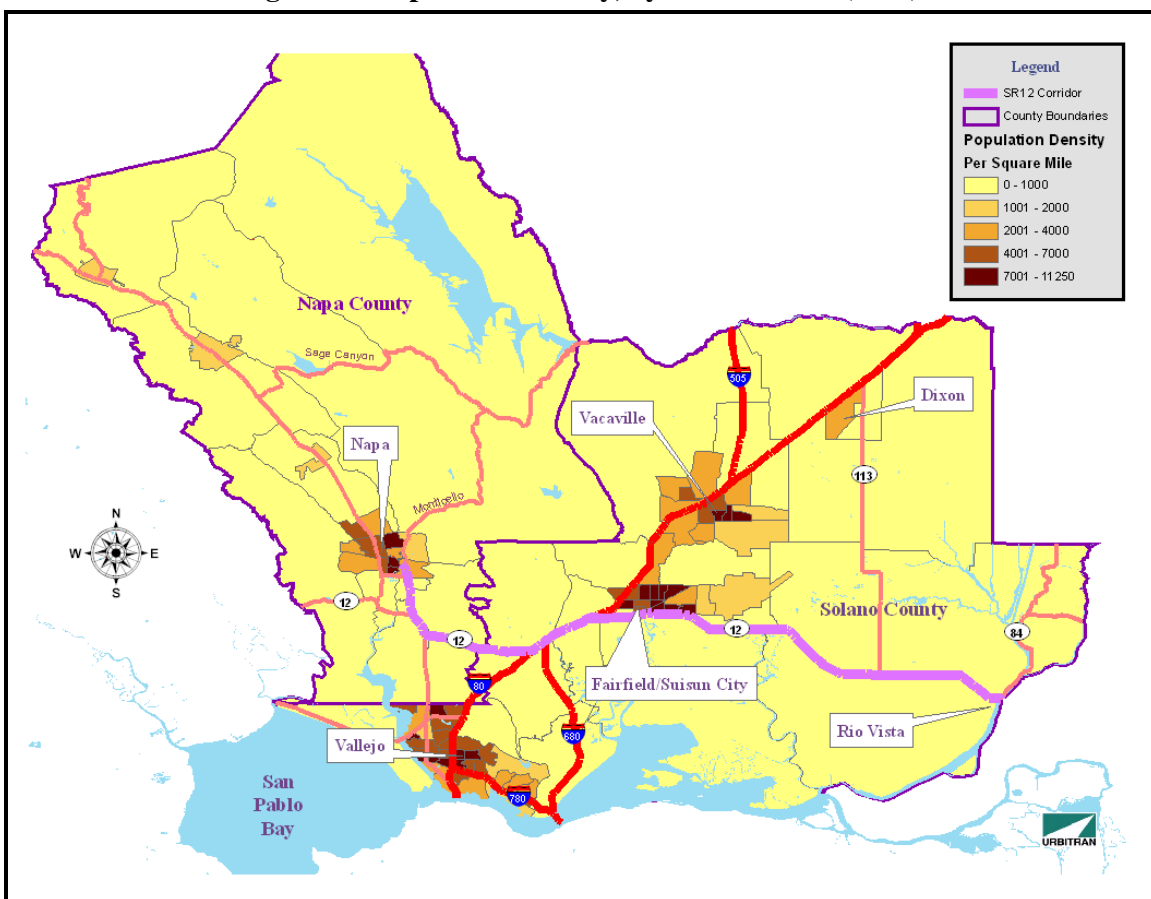 Legend
SR12 Corridor
County Boundaries
Population Density
Per Square Mile
0 - 1000
1001 - 2000
2001 - 4000
4001 - 7000
7001 - 11250
Napa County
Sage Canyon
505
Dixon
Vacaville
Napa
113
Monticello
N
W E
S
12
Solano County
12
12
84
80
Fairfield/Suisun City
680
Rio Vista
Vallejo
San
Pablo
Bay
780
URBITRAN